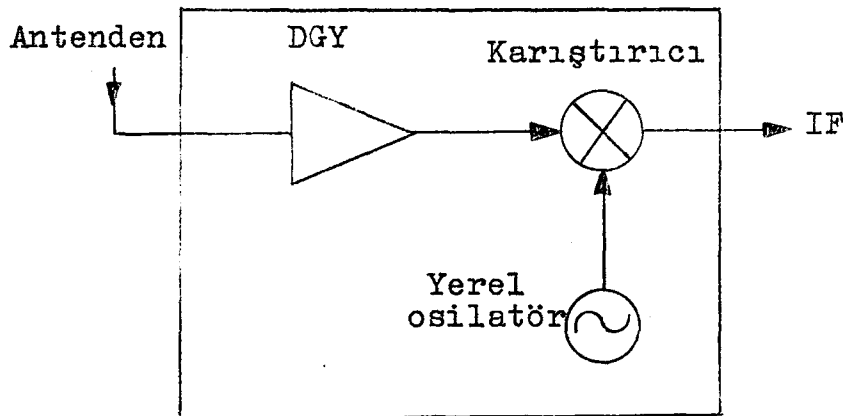 Antenden
DGY
Karıştırıcı
IF
Yerel
osilatör